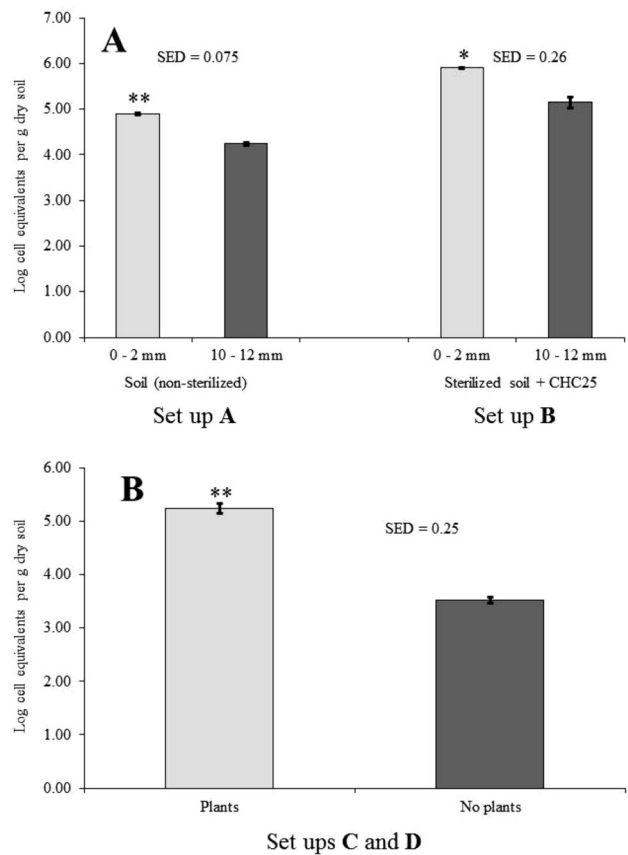 A
Log cell equivalents per g dry soil
7.00
6.00
5.00
4.00
3.00
2.00
1.00
0.00
SED = 0.075
SED = 0.26
**
*
0 - 2 mm
10 - 12 mm
0 - 2 mm
10 - 12 mm
Soil (non-sterilized)
Sterilized soil + CHC25
Set up A
Set up B
B
Log cell equivalents per g dry soil
6.00
5.00
4.00
3.00
2.00
1.00
0.00
**
SED = 0.25
Plants
No plants
Set ups C and D